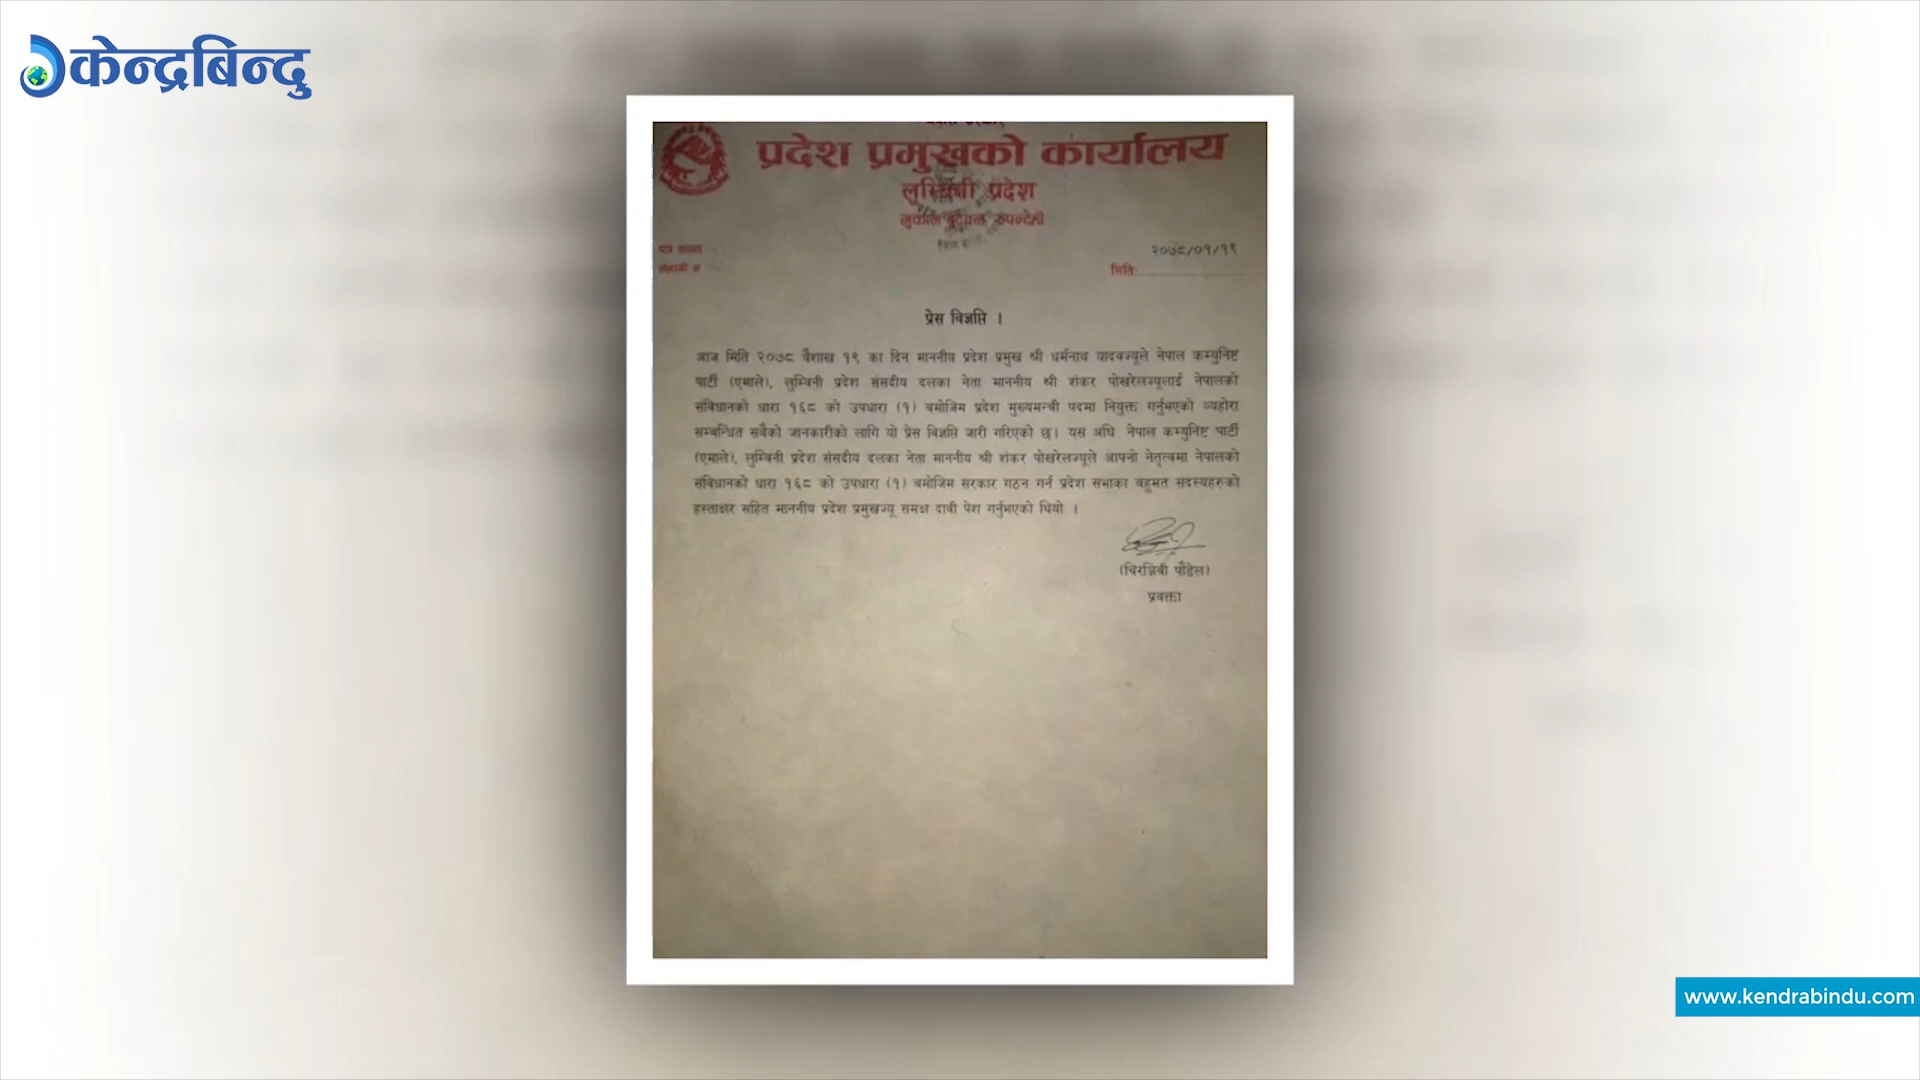 केन्द्रबिन्दु
प्रदेश प्रमुखको कार्यालय
लुम्बिनी प्रदेश
रुपन्देही
२०७८/०१/१९
मितिः
प्रेस विज्ञप्ति ।
आज मिति २०७८ बैशाख १९ का दिन माननीय प्रदेश प्रमुख श्री धर्मनाथ यादवज्यूले नेपाल कम्युनिष्ट
पार्टी (एमाले), लुम्विनी प्रदेश संसदीय दलका नेता माननीय श्री शंकर पोखरेलज्यूलाई नेपालको
संविधानको धारा १६८ को उपधारा (१) बमोजिम प्रदेश मुख्यमन्त्री पदमा नियुक्त गर्नुभएको व्यहोरा
सम्बन्धित सबैको जानकारीको लागि यो प्रेस विज्ञप्ति जारी गरिएको छ। यस अघि नेपाल कम्युनिष्ट पार्टी
(एमाले), लुम्विनी प्रदेश संसदीय दलका नेता माननीय श्री शंकर पोखरेलज्यूले आफ्नो नेतृत्वमा नेपालको
संविधानको धारा १६८ को उपधारा (१) बमोजिम सरकार गठन गर्न प्रदेश सभाका बहुमत सदस्यहरुको
हस्ताक्षर सहित माननीय प्रदेश प्रमुखज्यू समक्ष दावी पेश गर्नुभएको थियो ।
(चिरञ्जिवी पौडेल)
प्रवक्ता
www.kendrabindu.com